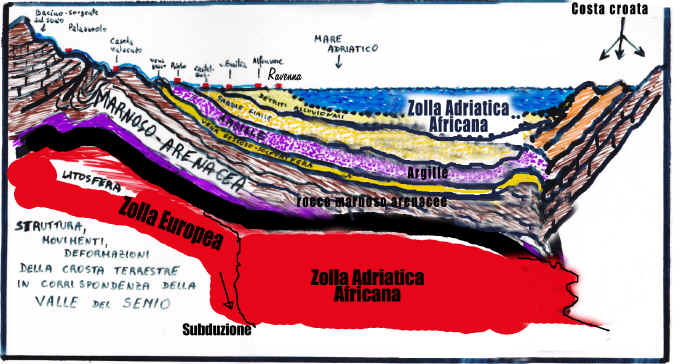 Costa croata
Bacino-sorgente
del senio
Palazzuolo
Casola
Valsenio
Riolo
Alfonsine
Ravenna
MARE
ADRIATICO
DETRITI ALLUVIONALI
Zolla Adriatica
Africana
ARGILLE
MARNOSO-ARENACEA
Argille
rocce marnoso arenacee
LITOSFERA
Zolla Europea
STRUTTURA,
MOVIMENTI,
DEFORMAZIONI
DELLA CROSTA TERRESTRE
IN CORRISPONDENZA DELLA
VALLE DEL SENIO
Zolla Adriatica
Africana
Subduzione